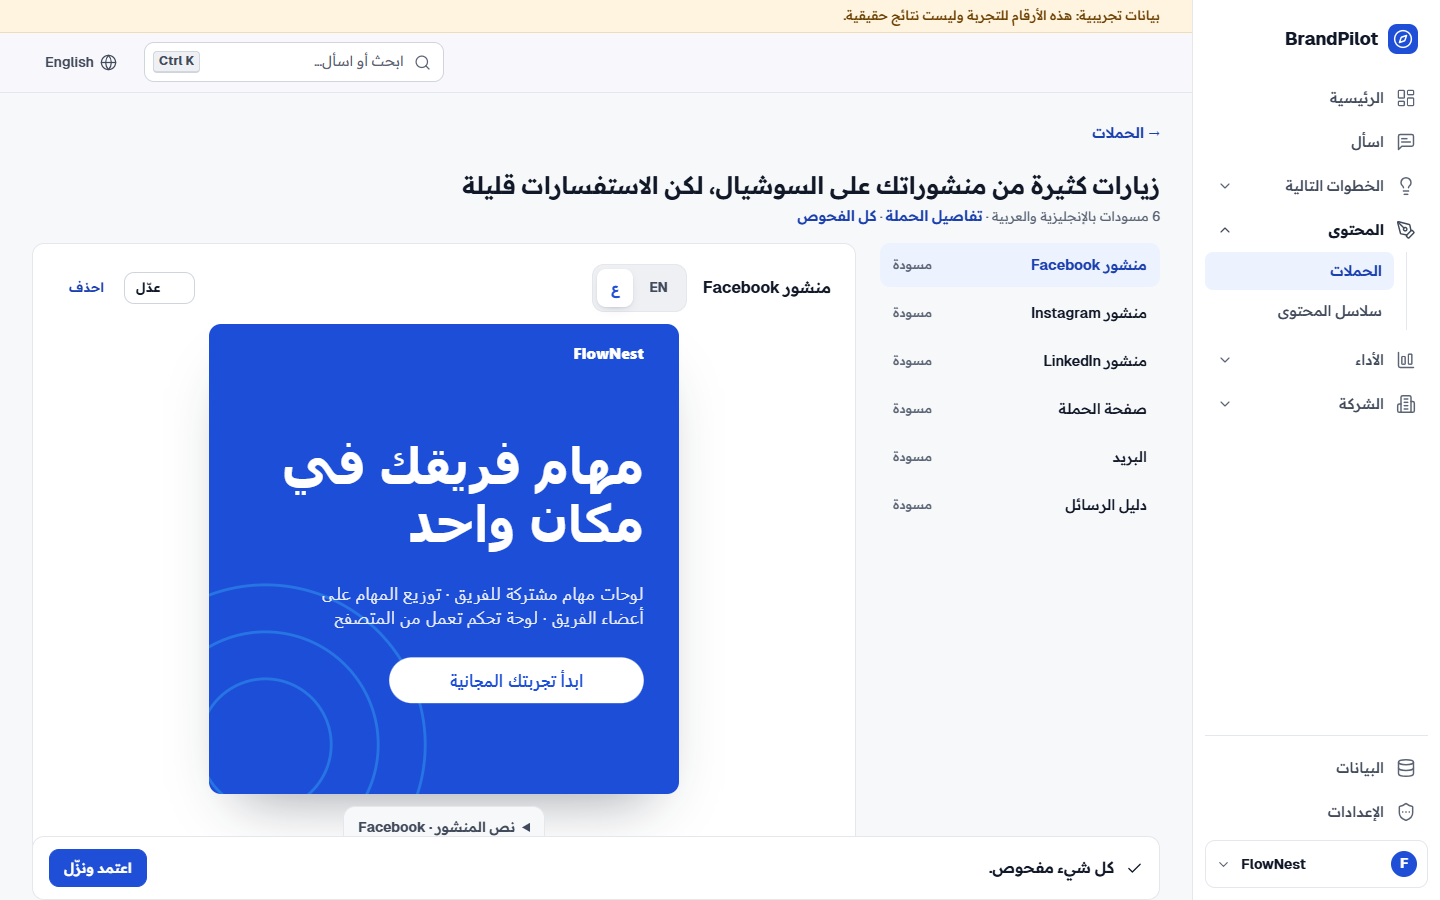 بيانات تجريبية: هذه الأرقام للتجربة وليست نتائج حقيقية.
BrandPilot
الرئيسية
اسأل
الخطوات التالية
المحتوى
الحملات
سلاسل المحتوى
الأداء
الشركة
البيانات
الإعدادات
F FlowNest
ابحث أو اسأل...
Ctrl K
English
→ الحملات
زيارات كثيرة من منشوراتك على السوشيال، لكن الاستفسارات قليلة
6 مسودات بالإنجليزية والعربية · تفاصيل الحملة · كل الفحوص
منشور Facebook مسودة
منشور Instagram مسودة
منشور LinkedIn مسودة
صفحة الحملة مسودة
البريد مسودة
دليل الرسائل مسودة
منشور Facebook
EN ع
عدّل
احذف
FlowNest
مهام فريقك في
مكان واحد
لوحات مهام مشتركة للفريق · توزيع المهام على
أعضاء الفريق · لوحة تحكم تعمل من المتصفح
ابدأ تجربتك المجانية
نص المنشور · Facebook
كل شيء مفحوص.
اعتمد ونزّل